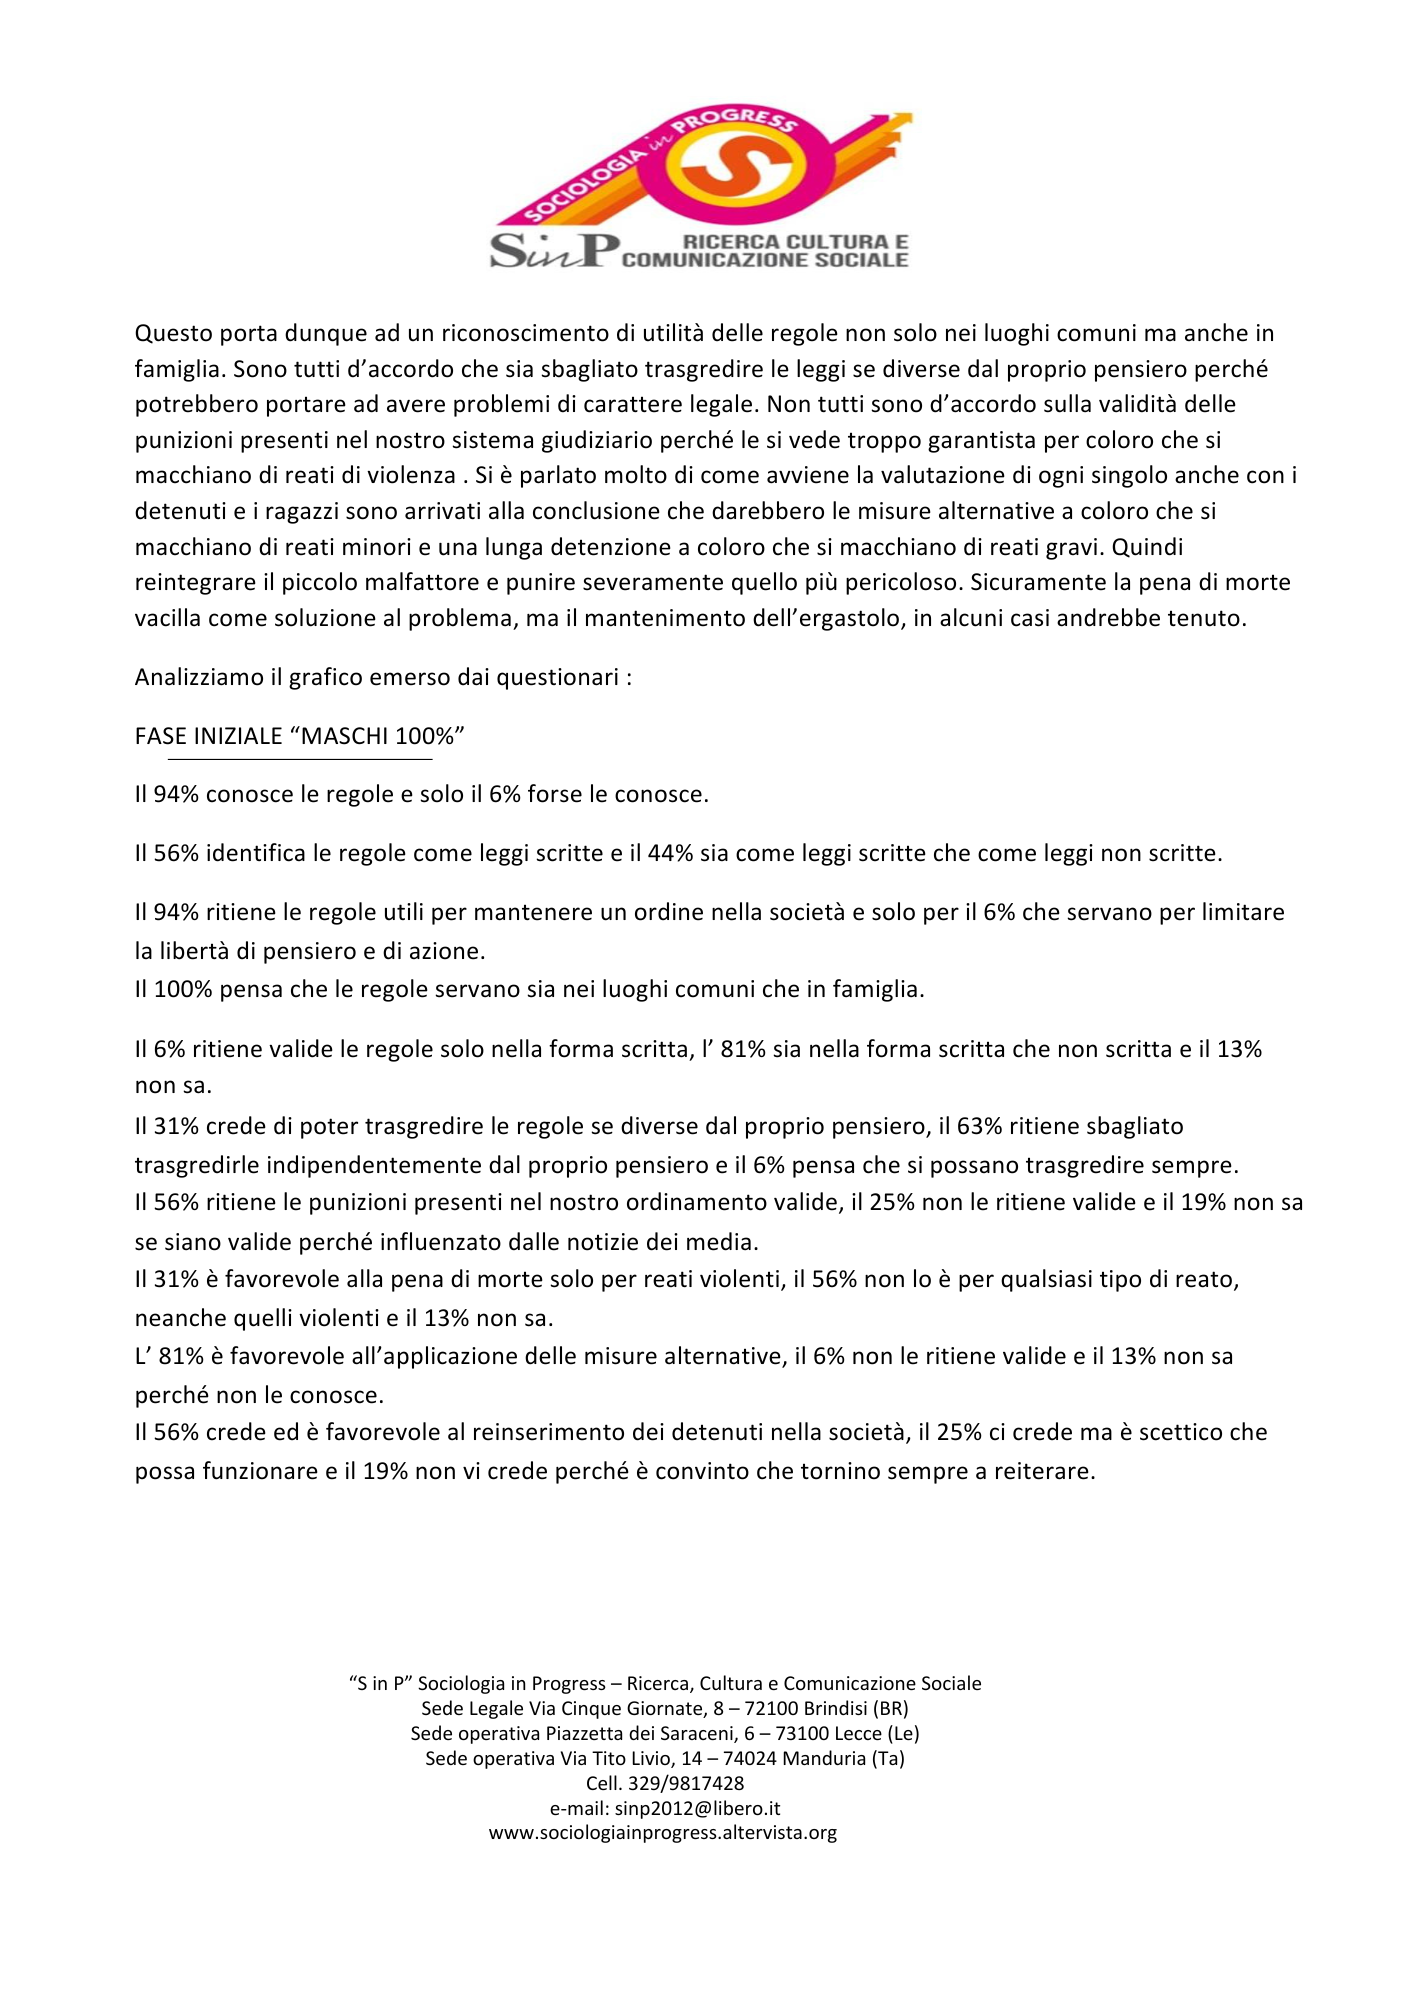 SOCIOLOGIA in PROGRESS
S
SinP RICERCA CULTURA E
COMUNICAZIONE SOCIALE
Questo porta dunque ad un riconoscimento di utilità delle regole non solo nei luoghi comuni ma anche in
famiglia. Sono tutti d’accordo che sia sbagliato trasgredire le leggi se diverse dal proprio pensiero perché
potrebbero portare ad avere problemi di carattere legale. Non tutti sono d’accordo sulla validità delle
punizioni presenti nel nostro sistema giudiziario perché le si vede troppo garantista per coloro che si
macchiano di reati di violenza . Si è parlato molto di come avviene la valutazione di ogni singolo anche con i
detenuti e i ragazzi sono arrivati alla conclusione che darebbero le misure alternative a coloro che si
macchiano di reati minori e una lunga detenzione a coloro che si macchiano di reati gravi. Quindi
reintegrare il piccolo malfattore e punire severamente quello più pericoloso. Sicuramente la pena di morte
vacilla come soluzione al problema, ma il mantenimento dell’ergastolo, in alcuni casi andrebbe tenuto.
Analizziamo il grafico emerso dai questionari :
FASE INIZIALE “MASCHI 100%”
Il 94% conosce le regole e solo il 6% forse le conosce.
Il 56% identifica le regole come leggi scritte e il 44% sia come leggi scritte che come leggi non scritte.
Il 94% ritiene le regole utili per mantenere un ordine nella società e solo per il 6% che servano per limitare
la libertà di pensiero e di azione.
Il 100% pensa che le regole servano sia nei luoghi comuni che in famiglia.
Il 6% ritiene valide le regole solo nella forma scritta, l’ 81% sia nella forma scritta che non scritta e il 13%
non sa.
Il 31% crede di poter trasgredire le regole se diverse dal proprio pensiero, il 63% ritiene sbagliato
trasgredirle indipendentemente dal proprio pensiero e il 6% pensa che si possano trasgredire sempre.
Il 56% ritiene le punizioni presenti nel nostro ordinamento valide, il 25% non le ritiene valide e il 19% non sa
se siano valide perché influenzato dalle notizie dei media.
Il 31% è favorevole alla pena di morte solo per reati violenti, il 56% non lo è per qualsiasi tipo di reato,
neanche quelli violenti e il 13% non sa.
L’ 81% è favorevole all’applicazione delle misure alternative, il 6% non le ritiene valide e il 13% non sa
perché non le conosce.
Il 56% crede ed è favorevole al reinserimento dei detenuti nella società, il 25% ci crede ma è scettico che
possa funzionare e il 19% non vi crede perché è convinto che tornino sempre a reiterare.
“S in P” Sociologia in Progress – Ricerca, Cultura e Comunicazione Sociale
Sede Legale Via Cinque Giornate, 8 – 72100 Brindisi (BR)
Sede operativa Piazzetta dei Saraceni, 6 – 73100 Lecce (Le)
Sede operativa Via Tito Livio, 14 – 74024 Manduria (Ta)
Cell. 329/9817428
e-mail: sinp2012@libero.it
www.sociologiainprogress.altervista.org